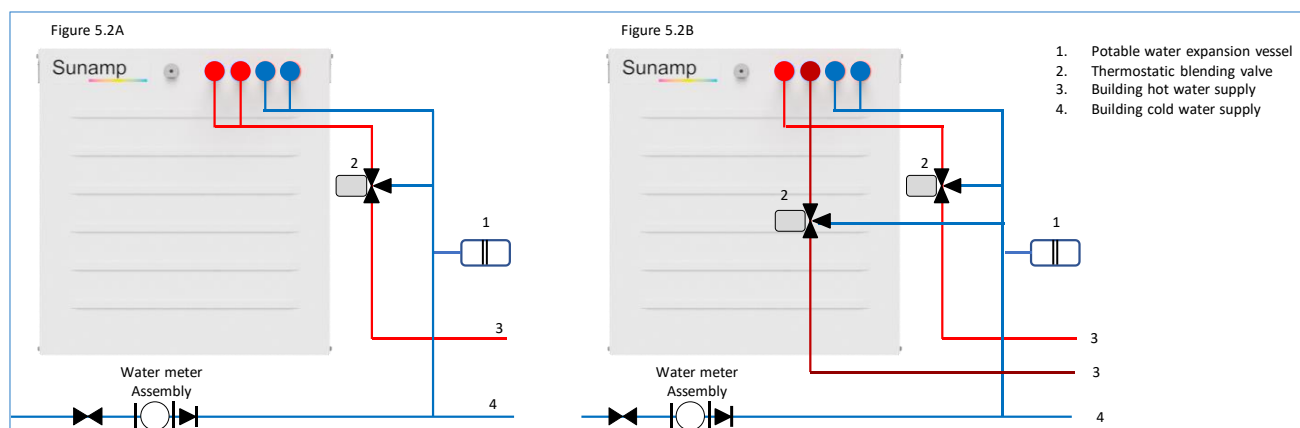 Figure 5.2A
Sunamp
2
1
3
Water meter
Assembly
4
Figure 5.2B
Sunamp
2
2
1
3
3
Water meter
Assembly
4
1. Potable water expansion vessel
2. Thermostatic blending valve
3. Building hot water supply
4. Building cold water supply